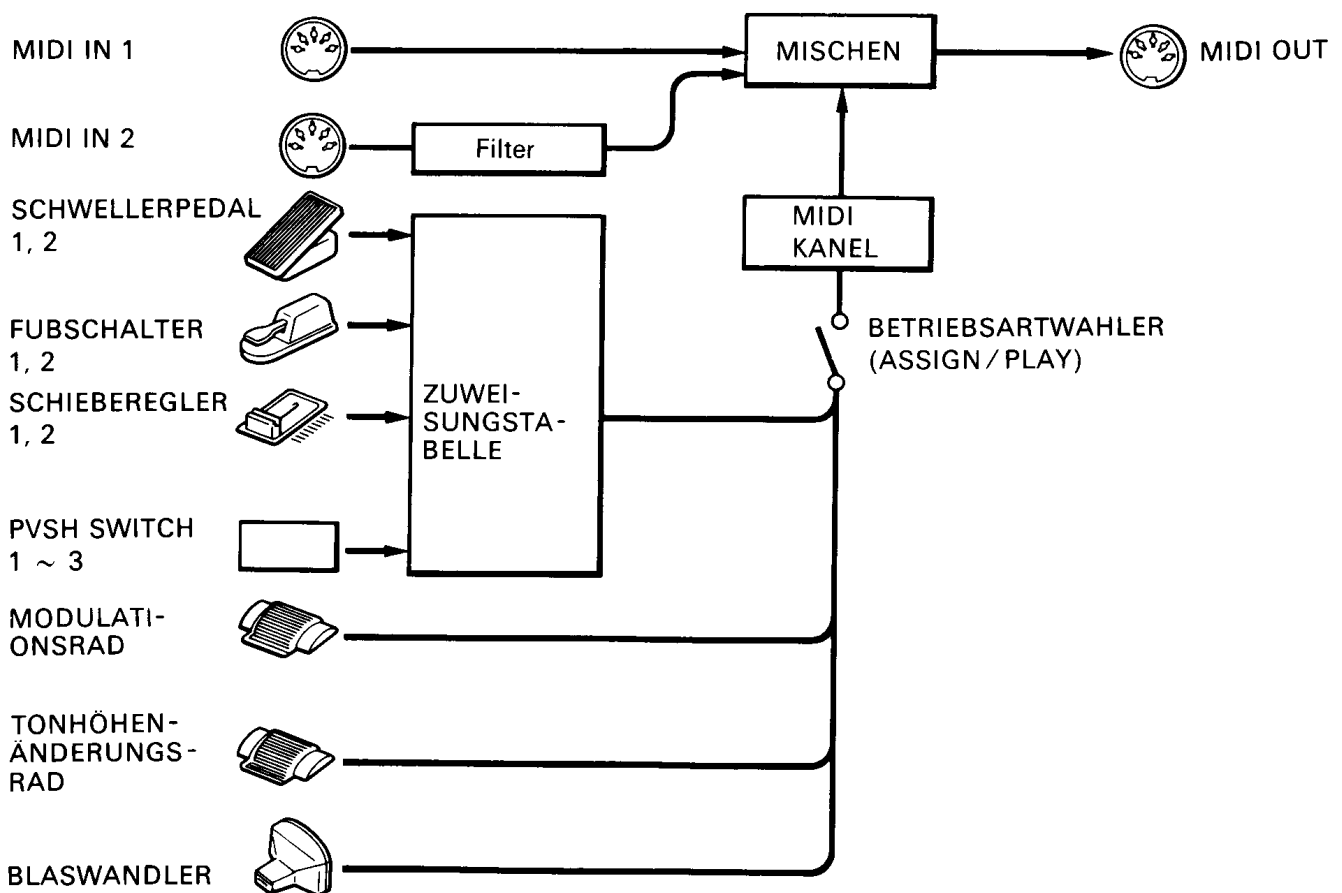 MIDI IN 1
MISCHEN
MIDI OUT
MIDI IN 2
Filter
SCHWELLERPEDAL
1, 2
MIDI
KANEL
FUBSCHALTER
1, 2
BETRIEBSARTWAHLER
(ASSIGN / PLAY)
SCHIEBEREGLER
1, 2
ZUWEI-
SUNGSTA-
BELLE
PVSH SWITCH
1 ~ 3
MODULATI-
ONSRAD
TONHÖHEN-
ÄNDERUNGS-
RAD
BLASWANDLER